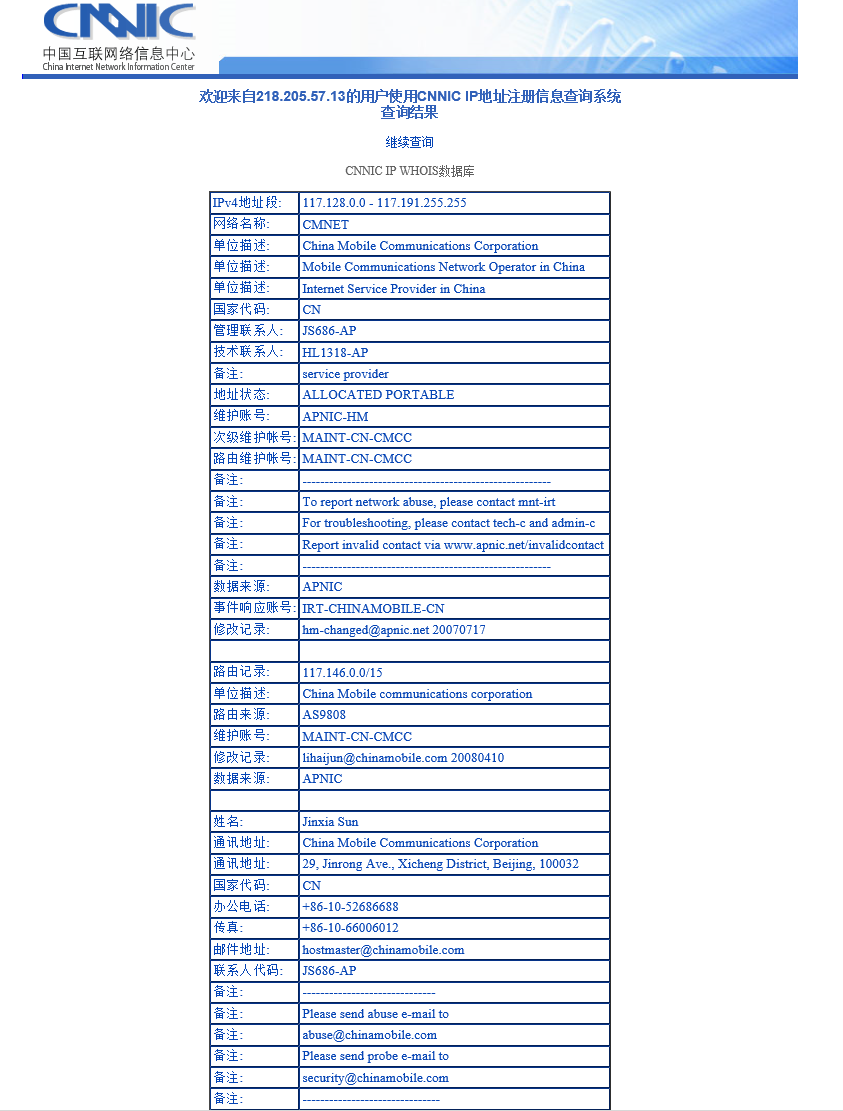 CNNIC
中国互联网络信息中心
China Internet Network Information Center
欢迎来自218.205.57.13的用户使用CNNIC IP地址注册信息查询系统
查询结果
继续查询
CNNIC IP WHOIS数据库
IPv4地址段: 117.128.0.0 - 117.191.255.255
网络名称: CMNET
单位描述: China Mobile Communications Corporation
单位描述: Mobile Communications Network Operator in China
单位描述: Internet Service Provider in China
国家代码: CN
管理联系人: JS686-AP
技术联系人: HL1318-AP
备注: service provider
地址状态: ALLOCATED PORTABLE
维护账号: APNIC-HM
次级维护帐号: MAINT-CN-CMCC
路由维护帐号: MAINT-CN-CMCC
备注: --------------------------------------------------------
备注: To report network abuse, please contact mnt-irt
备注: For troubleshooting, please contact tech-c and admin-c
备注: Report invalid contact via www.apnic.net/invalidcontact
备注: --------------------------------------------------------
数据来源: APNIC
事件响应账号: IRT-CHINAMOBILE-CN
修改记录: hm-changed@apnic.net 20070717
路由记录: 117.146.0.0/15
单位描述: China Mobile communications corporation
路由来源: AS9808
维护账号: MAINT-CN-CMCC
修改记录: lihaijun@chinamobile.com 20080410
数据来源: APNIC
姓名: Jinxia Sun
通讯地址: China Mobile Communications Corporation
通讯地址: 29, Jinrong Ave., Xicheng District, Beijing, 100032
国家代码: CN
办公电话: +86-10-52686688
传真: +86-10-66006012
邮件地址: hostmaster@chinamobile.com
联系人代码: JS686-AP
备注: ------------------------------
备注: Please send abuse e-mail to
备注: abuse@chinamobile.com
备注: Please send probe e-mail to
备注: security@chinamobile.com
备注: -------------------------------